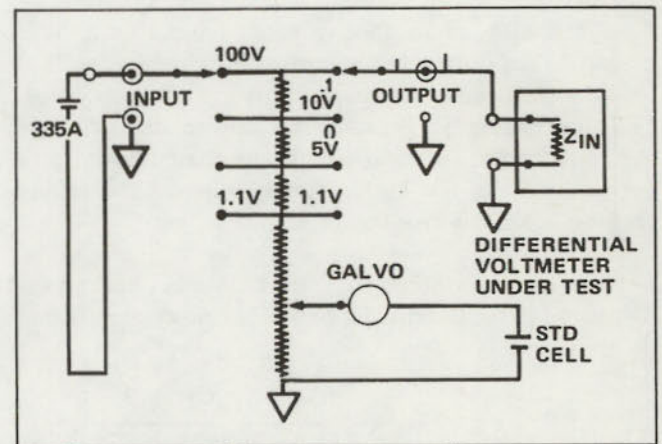 100V
.1
10V
INPUT
OUTPUT
335A
0
5V
ZIN
1.1V 1.1V
DIFFERENTIAL
VOLTMETER
UNDER TEST
GALVO
STD
CELL